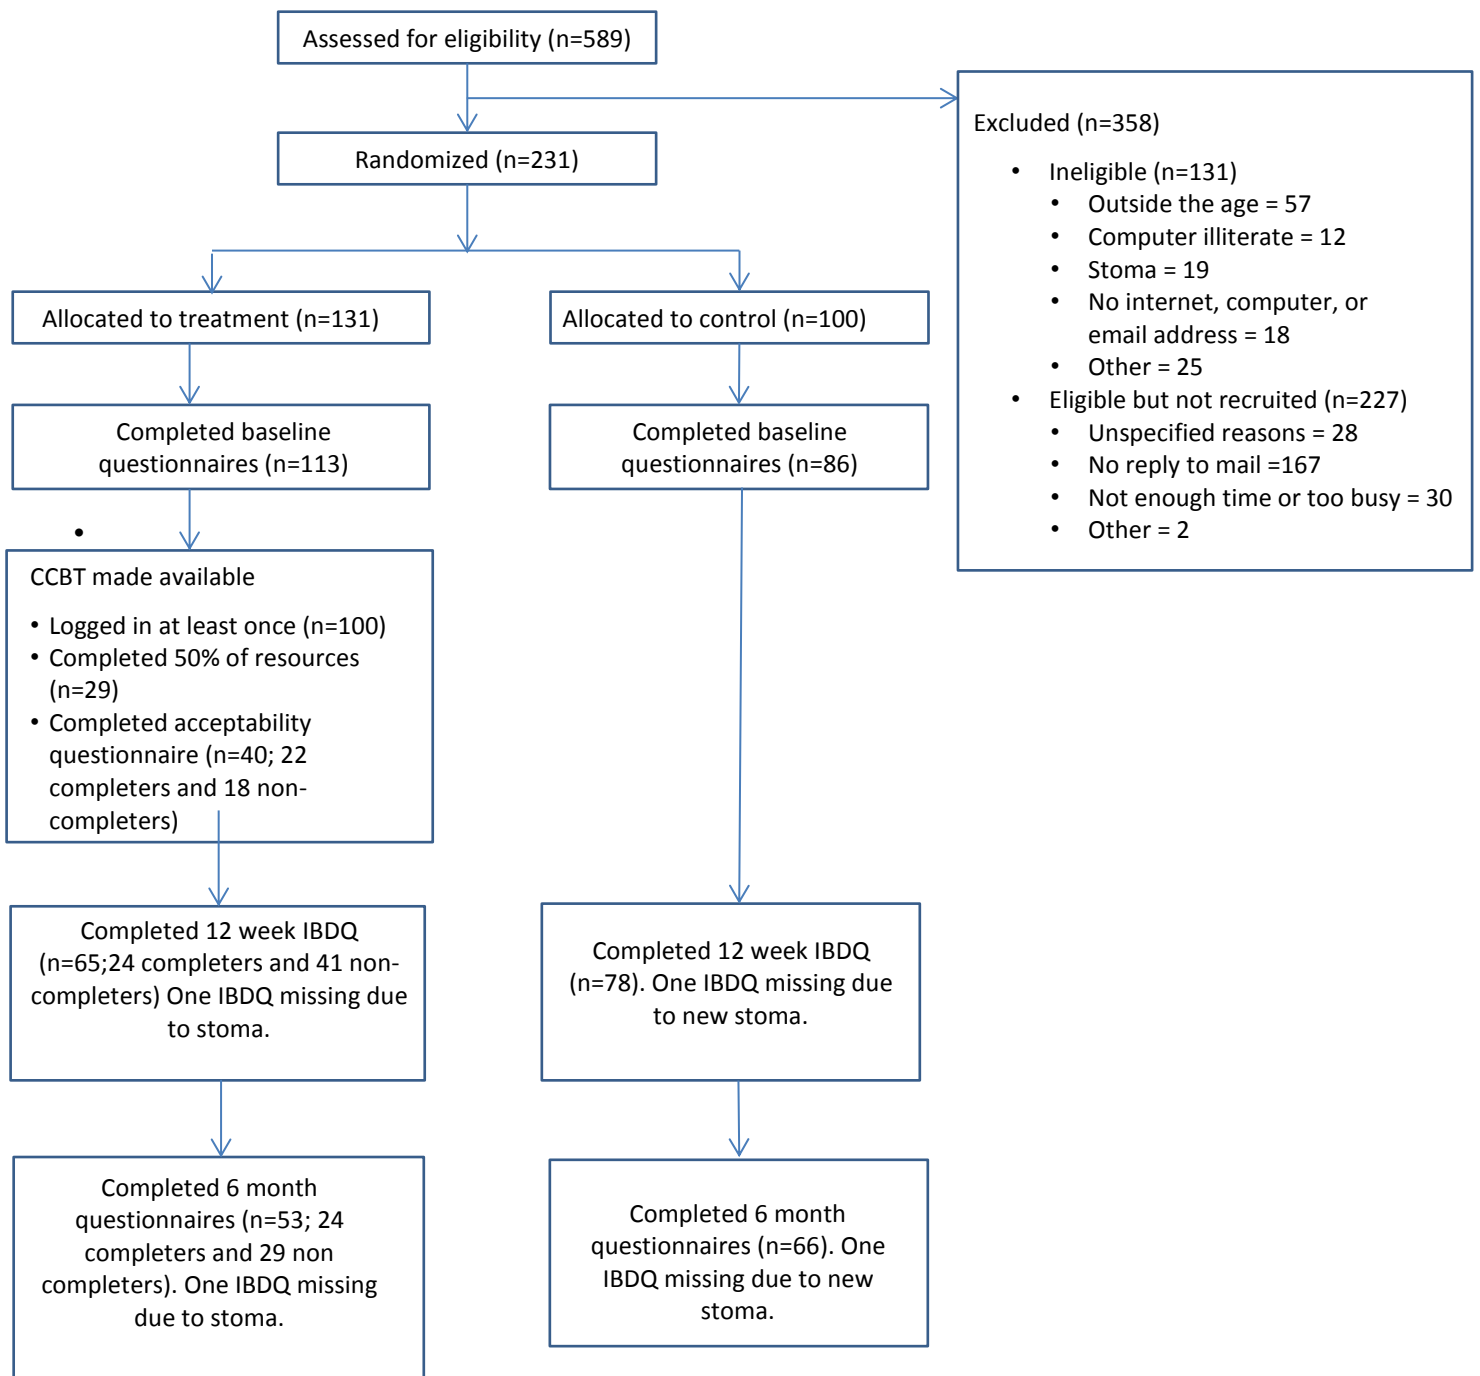 Assessed for eligibility (n=589)
Excluded (n=358)
• Ineligible (n=131)
• Outside the age = 57
• Computer illiterate = 12
• Stoma = 19
• No internet, computer, or
email address = 18
• Other = 25
• Eligible but not recruited (n=227)
• Unspecified reasons = 28
• No reply to mail =167
• Not enough time or too busy = 30
• Other = 2
Randomized (n=231)
Allocated to treatment (n=131)
Allocated to control (n=100)
Completed baseline
questionnaires (n=113)
Completed baseline
questionnaires (n=86)
•
CCBT made available
• Logged in at least once (n=100)
• Completed 50% of resources
(n=29)
• Completed acceptability
questionnaire (n=40; 22
completers and 18 non-
completers)
Completed 12 week IBDQ
(n=65;24 completers and 41 non-
completers) One IBDQ missing due
to stoma.
Completed 12 week IBDQ
(n=78). One IBDQ missing due
to new stoma.
Completed 6 month
questionnaires (n=53; 24
completers and 29 non
completers). One IBDQ missing
due to stoma.
Completed 6 month
questionnaires (n=66). One
IBDQ missing due to new
stoma.